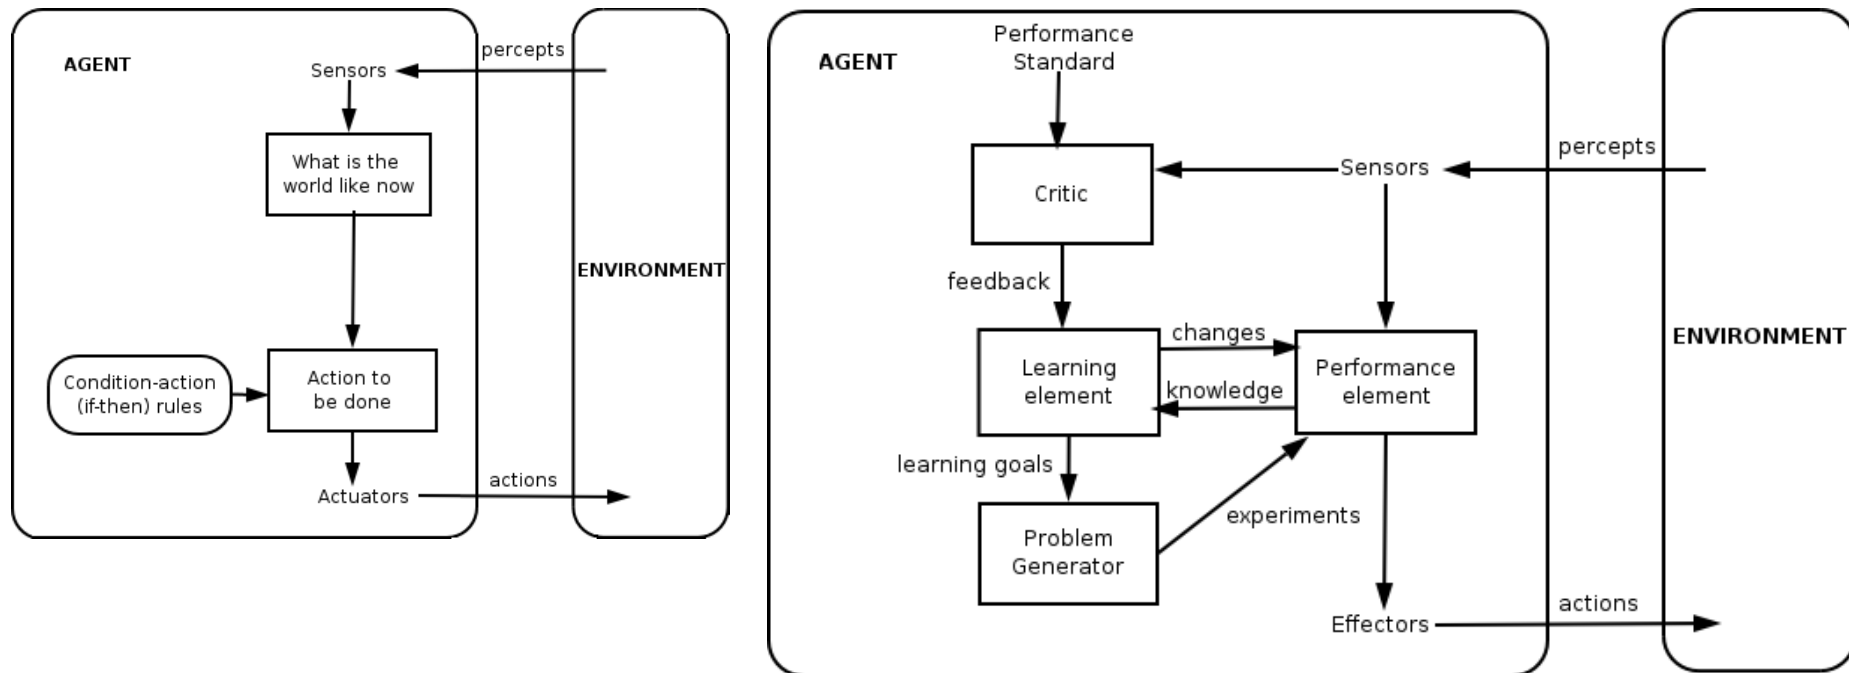 AGENT
percepts
Sensors
What is the
world like now
ENVIRONMENT
Condition-action
(if-then) rules
Action to
be done
Actuators
actions
AGENT
Performance
Standard
percepts
Sensors
Critic
feedback
ENVIRONMENT
changes
Learning
element
knowledge
Performance
element
learning goals
experiments
Problem
Generator
actions
Effectors